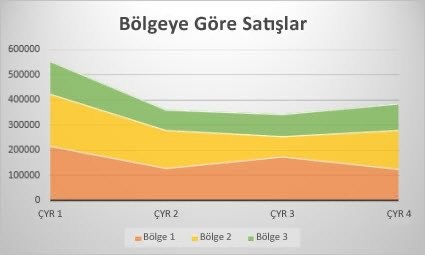 Bölgeye Göre Satışlar
600000
500000
400000
300000
200000
100000
0
ÇYR 1 ÇYR 2 ÇYR 3 ÇYR 4
Bölge 1 Bölge 2 Bölge 3